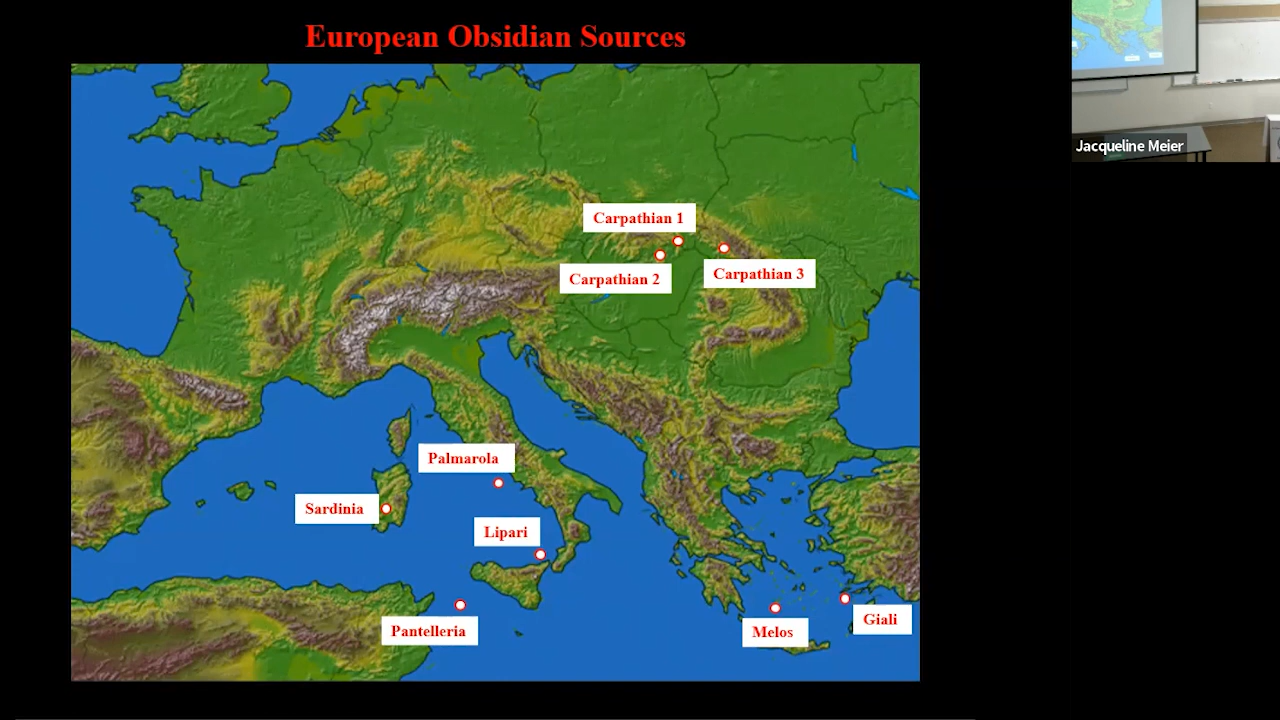 European Obsidian Sources
Jacqueline Meier
Carpathian 1
Carpathian 2
Carpathian 3
Palmarola
Sardinia
Lipari
Pantelleria
Melos
Giali